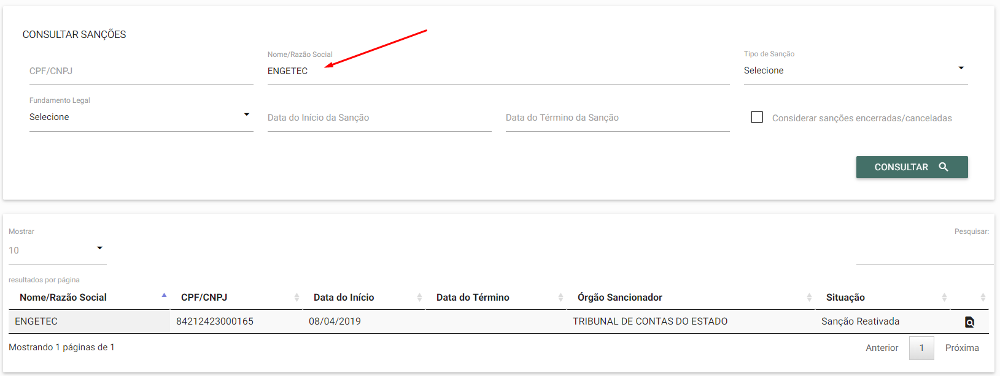 CONSULTAR SANÇÕES
CPF/CNPJ
Nome/Razão Social
ENGETEC
Tipo de Sanção
Selecione
Fundamento Legal
Selecione
Data do Início da Sanção
Data do Término da Sanção
Considerar sanções encerradas/canceladas
CONSULTAR
Mostrar
10
resultados por página
Pesquisar:
Nome/Razão Social CPF/CNPJ Data do Início Data do Término Órgão Sancionador Situação
ENGETEC 84212423000165 08/04/2019 TRIBUNAL DE CONTAS DO ESTADO Sanção Reativada
Mostrando 1 páginas de 1
Anterior 1 Próxima